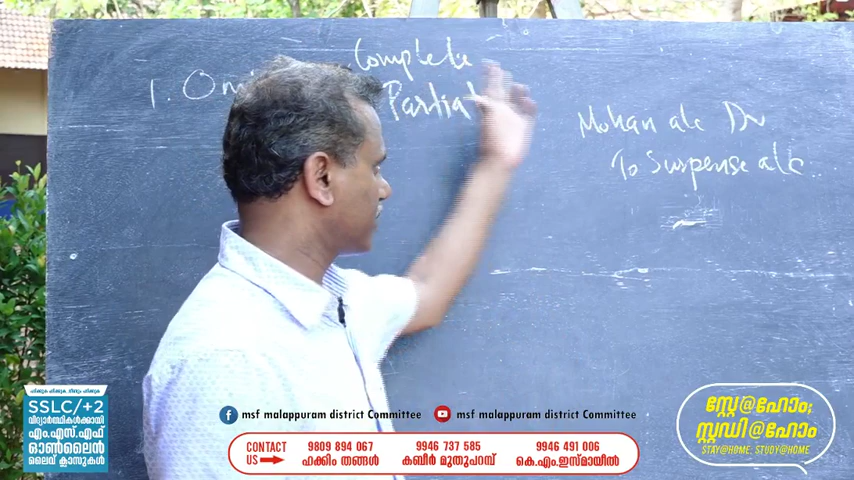 Complete
1. Omi
Partial
Mohan a/c Dr
To Suspense a/c
SSLC/+2
വിദ്യാർത്ഥികൾക്കായി
എം.എസ്.എഫ്
ഓൺലൈൻ
ലൈവ് ക്ലാസുകൾ
msf malappuram district Committee
msf malappuram district Committee
CONTACT US
9809 894 067
ഹക്കീം തങ്ങൾ
9946 737 585
കബീർ മുതുപറമ്പ്
9946 491 006
കെ.എം.ഇസ്മായീൽ
സ്റ്റേ@ഹോം;
സ്റ്റഡി@ഹോം
STAY@HOME; STUDY@HOME